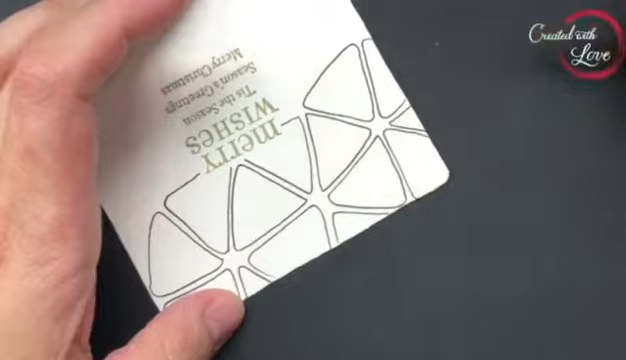 Created with
Love
merry
WISHES
'Tis the Season
Season's Greetings
Merry Christmas